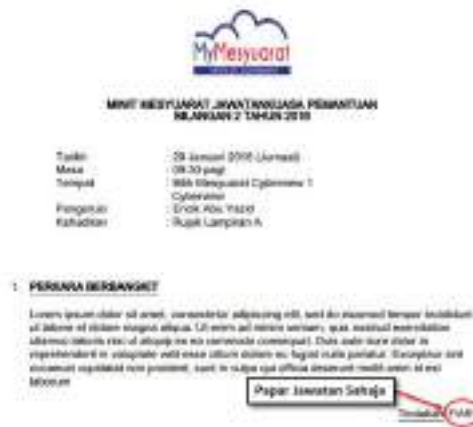 MyMesyuarat
MINIT MESYUARAT JAWATANKUASA PEMANTUAN
BILANGAN 2 TAHUN 2016
Tarikh : 29 Januari 2016 (Jumaat)
Masa : 09.30 pagi
Tempat : Bilik Mesyuarat Cyberview 1
Cyberview
Pengerusi : Encik Abu Yazid
Kehadiran : Rujuk Lampiran A
1. PERKARA BERBANGKIT
Lorem ipsum dolor sit amet, consectetur adipiscing elit, sed do eiusmod tempor incididunt
ut labore et dolore magna aliqua. Ut enim ad minim veniam, quis nostrud exercitation
ullamco laboris nisi ut aliquip ex ea commodo consequat. Duis aute irure dolor in
reprehenderit in voluptate velit esse cillum dolore eu fugiat nulla pariatur. Excepteur sint
occaecat cupidatat non proident, sunt in culpa qui officia deserunt mollit anim id est
laborum
Papar Jawatan Sahaja
Tindakan: